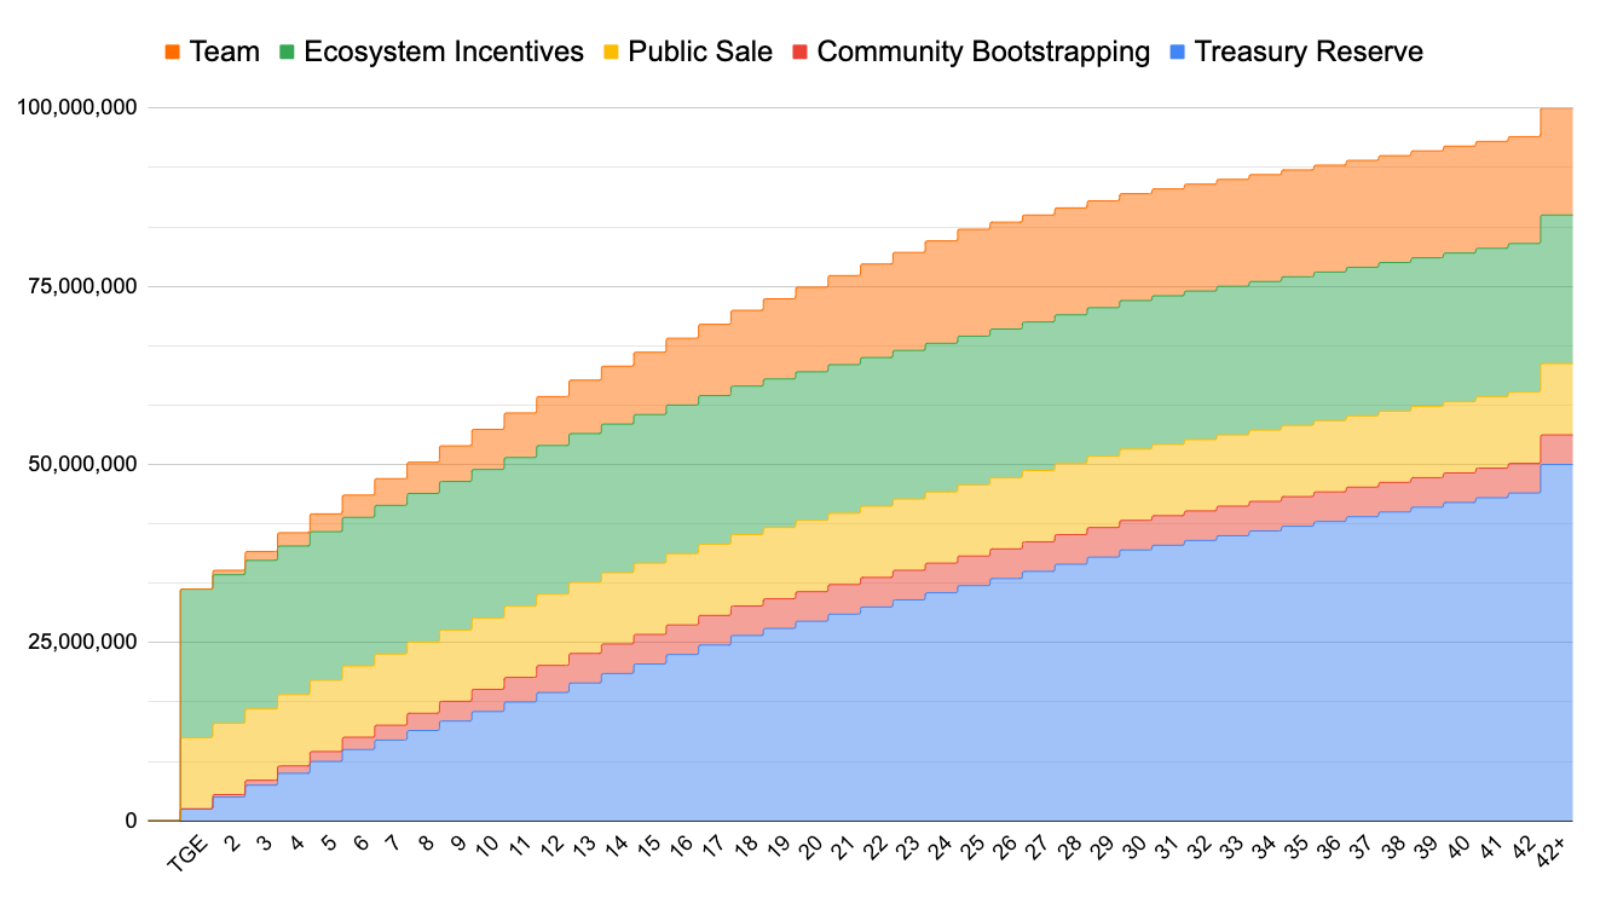 Team Ecosystem Incentives Public Sale Community Bootstrapping Treasury Reserve
100,000,000
75,000,000
50,000,000
25,000,000
0
TGE 2 3 4 5 6 7 8 9 10 11 12 13 14 15 16 17 18 19 20 21 22 23 24 25 26 27 28 29 30 31 32 33 34 35 36 37 38 39 40 41 42 42+